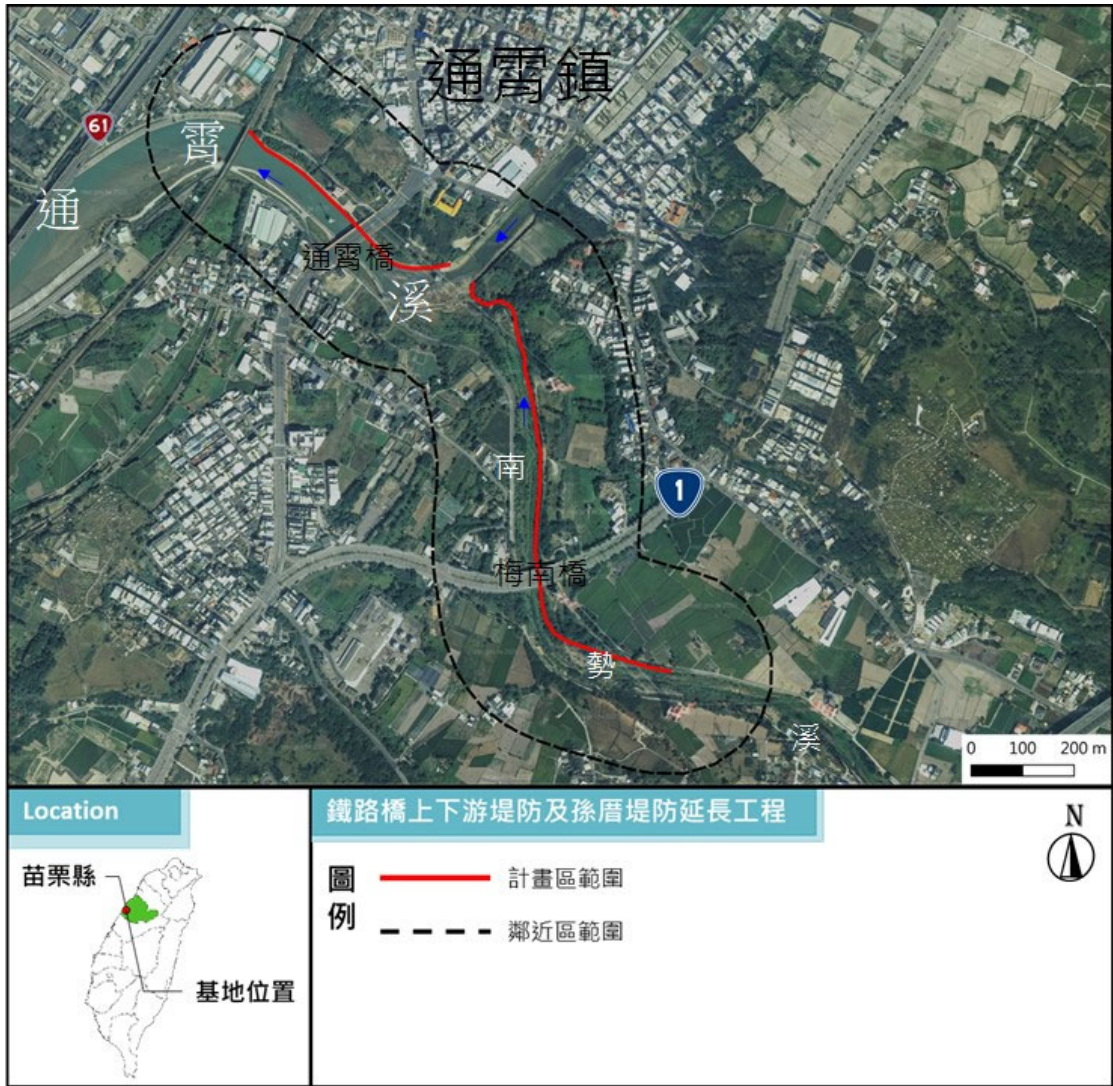 通霄鎮
61
霄
通
通霄橋
溪
南
1
梅南橋
勢
溪
0 100 200 m
Location
苗栗縣
基地位置
鐵路橋上下游堤防及孫厝堤防延長工程
N
圖例
計畫區範圍
鄰近區範圍